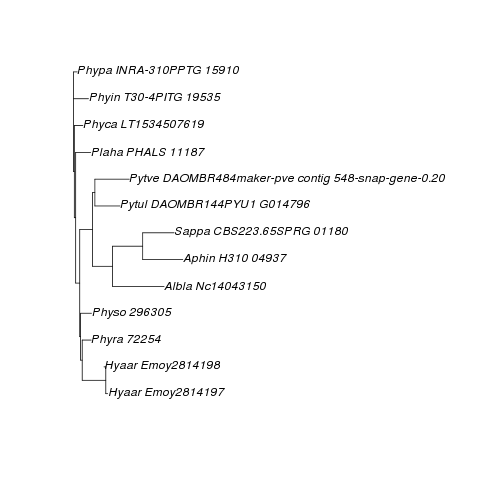 Phypa INRA-310PPTG 15910
Phyin T30-4PITG 19535
Phyca LT1534507619
Plaha PHALS 11187
Pytve DAOMBR484maker-pve contig 548-snap-gene-0.20
Pytul DAOMBR144PYU1 G014796
Sappa CBS223.65SPRG 01180
Aphin H310 04937
Albla Nc14043150
Physo 296305
Phyra 72254
Hyaar Emoy2814198
Hyaar Emoy2814197